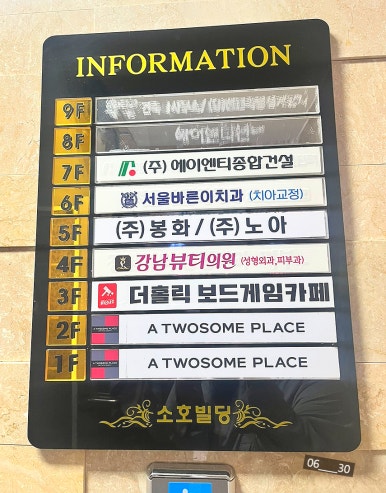 INFORMATION
9F
8F
7F (주) 에이엔티종합건설
6F 서울바른이치과 (치아교정)
5F (주) 봉화 / (주) 노아
4F 강남뷰티의원 (성형외과,피부과)
3F 더홀릭 보드게임카페
2F A TWOSOME PLACE
1F A TWOSOME PLACE
소호빌딩
06___30